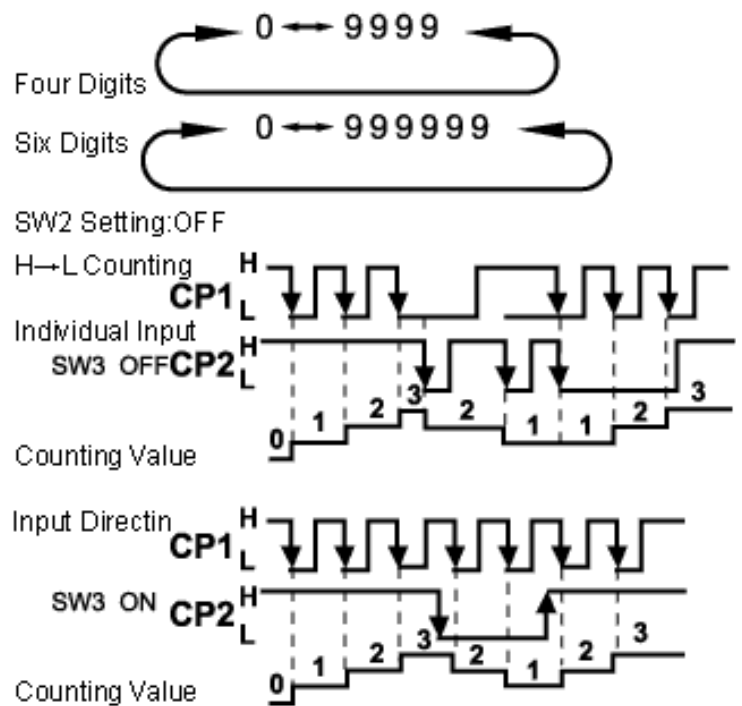 0 ↔ 9999
Four Digits
0 ↔ 999999
Six Digits
SW2 Setting:OFF
H→L Counting
H
CP1
L
Individual Input
H
SW3 OFF CP2
L
0 1 2 3 2 1 1 2 3
Counting Value
Input Directin
H
CP1
L
SW3 ON
H
CP2
L
0 1 2 3 2 1 2 3
Counting Value